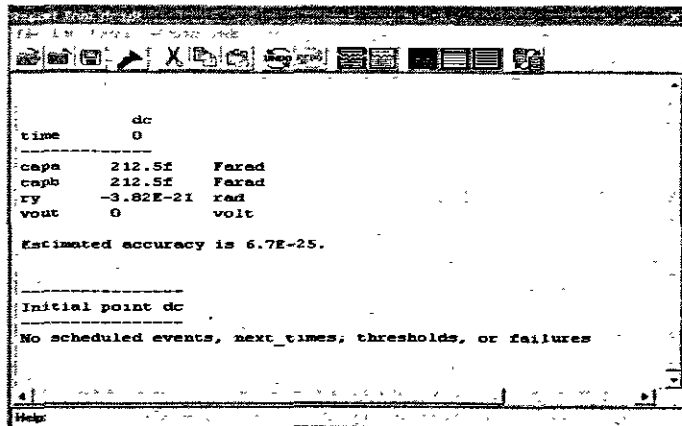 dc
time 0
capa 212.5f Farad
capb 212.5f Farad
ry -3.82E-21 rad
vout 0 volt
Estimated accuracy is 6.7E-25.
Initial point dc
No scheduled events, next_times, thresholds, or failures
Help: